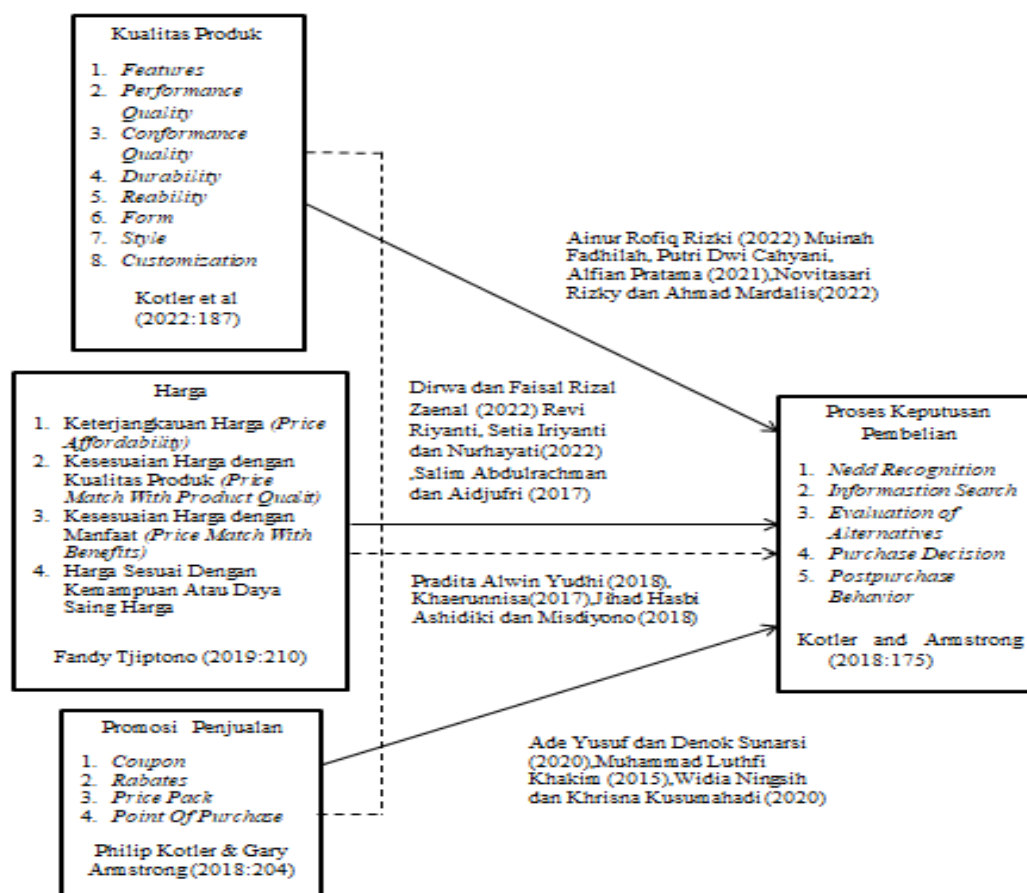 Kualitas Produk
1. Features
2. Performance
Quality
3. Conformance
Quality
4. Durability
5. Reability
6. Form
7. Style
8. Customization
Kotler et al
(2022:187)
Ainur Rofiq Rizki (2022) Muinah
Fadhilah, Putri Dwi Cahyani,
Alfian Pratama (2021),Novitasari
Rizky dan Ahmad Mardalis(2022)
Harga
1. Keterjangkauan Harga (Price
Affordability)
2. Kesesuaian Harga dengan
Kualitas Produk (Price
Match With Product Qualit)
3. Kesesuaian Harga dengan
Manfaat (Price Match With
Benefits)
4. Harga Sesuai Dengan
Kemampuan Atau Daya
Saing Harga
Fandy Tjiptono (2019:210)
Dirwa dan Faisal Rizal
Zaenal (2022) Revi
Riyanti, Setia Iriyanti
dan Nurhayati(2022)
,Salim Abdulrachman
dan Aidjufri (2017)
Pradita Alwin Yudhi (2018),
Khaerunnisa(2017),Jihad Hasbi
Ashidiki dan Misdiyono (2018)
Proses Keputusan
Pembelian
1. Nedd Recognition
2. Informastion Search
3. Evaluation of
Alternatives
4. Purchase Decision
5. Postpurchase
Behavior
Kotler and Armstrong
(2018:175)
Promosi Penjualan
1. Coupon
2. Rabates
3. Price Pack
4. Point Of Purchase
Philip Kotler & Gary
Armstrong (2018:204)
Ade Yusuf dan Denok Sunarsi
(2020),Muhammad Luthfi
Khakim (2015),Widia Ningsih
dan Khrisna Kusumahadi (2020)